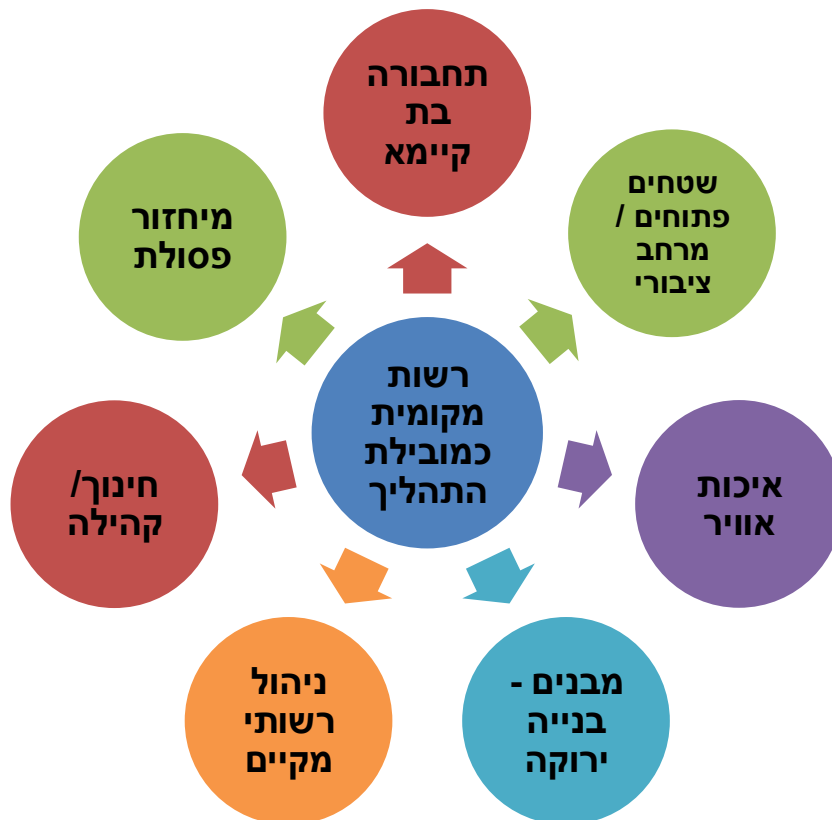 תחבורה
בת
קיימא
שטחים
פתוחים /
מרחב
ציבורי
איכות
אוויר
מבנים -
בנייה
ירוקה
ניהול
רשותי
מקיים
חינוך/
קהילה
מיחזור
פסולת
רשות
מקומית
כמובילת
התהליך